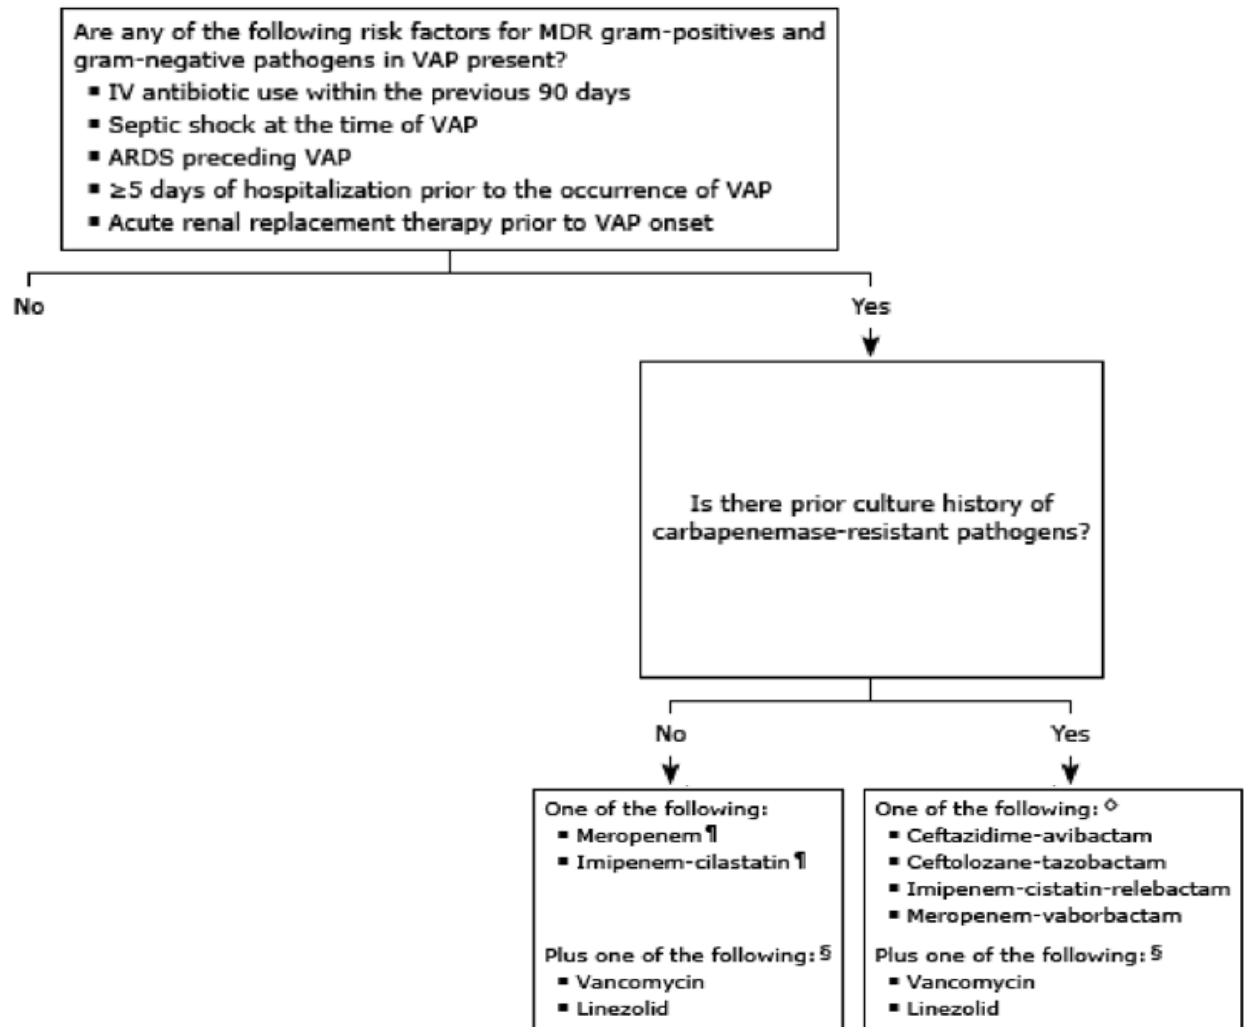 Are any of the following risk factors for MDR gram-positives and
gram-negative pathogens in VAP present?
▪ IV antibiotic use within the previous 90 days
▪ Septic shock at the time of VAP
▪ ARDS preceding VAP
▪ ≥5 days of hospitalization prior to the occurrence of VAP
▪ Acute renal replacement therapy prior to VAP onset
No
Yes
Is there prior culture history of
carbapenemase-resistant pathogens?
No
Yes
One of the following:
▪ Meropenem ¶
▪ Imipenem-cilastatin ¶
Plus one of the following: §
▪ Vancomycin
▪ Linezolid
One of the following: ◇
▪ Ceftazidime-avibactam
▪ Ceftolozane-tazobactam
▪ Imipenem-cistatin-relebactam
▪ Meropenem-vaborbactam
Plus one of the following: §
▪ Vancomycin
▪ Linezolid